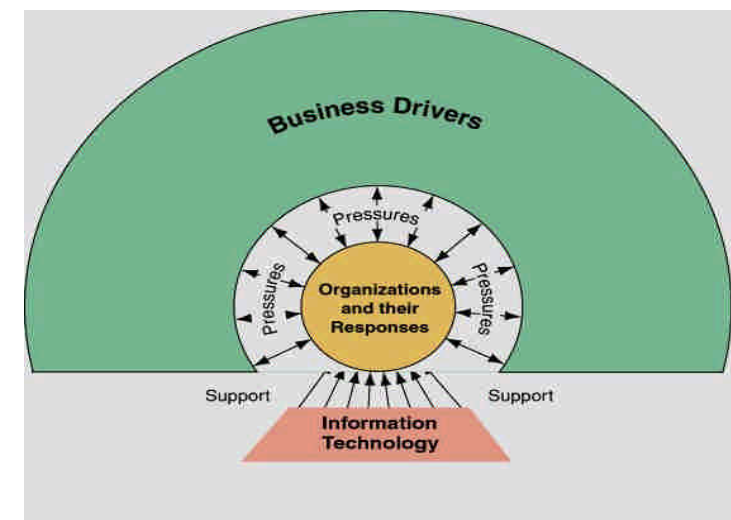 Business Drivers
Pressures
Pressures
Pressures
Organizations
and their
Responses
Support
Support
Information
Technology